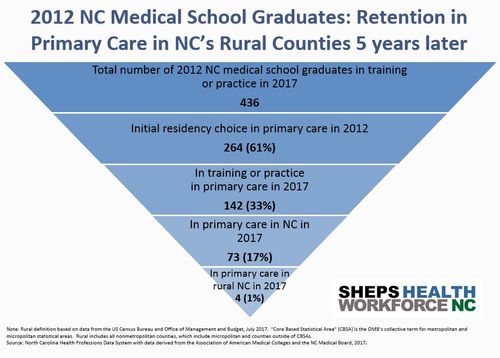 2012 NC Medical School Graduates: Retention in
Primary Care in NC's Rural Counties 5 years later
Total number of 2012 NC medical school graduates in training
or practice in 2017
436
Initial residency choice in primary care in 2012
264 (61%)
In training or practice
in primary care in 2017
142 (33%)
In primary care in NC in
2017
73 (17%)
In primary care in
rural NC in 2017
4 (1%)
SHEPS HEALTH
WORKFORCE NC
Note: Rural definition based on data from the US Census Bureau and Office of Management and Budget, July 2017. "Core Based Statistical Area" (CBSA) is the OMB's collective term for metropolitan and
micropolitan statistical areas. Rural includes all nonmetropolitan counties, which include micropolitan and counties outside of CBSAs.
Source: North Carolina Health Professions Data System with data derived from the Association of American Medical Colleges and the NC Medical Board, 2017.